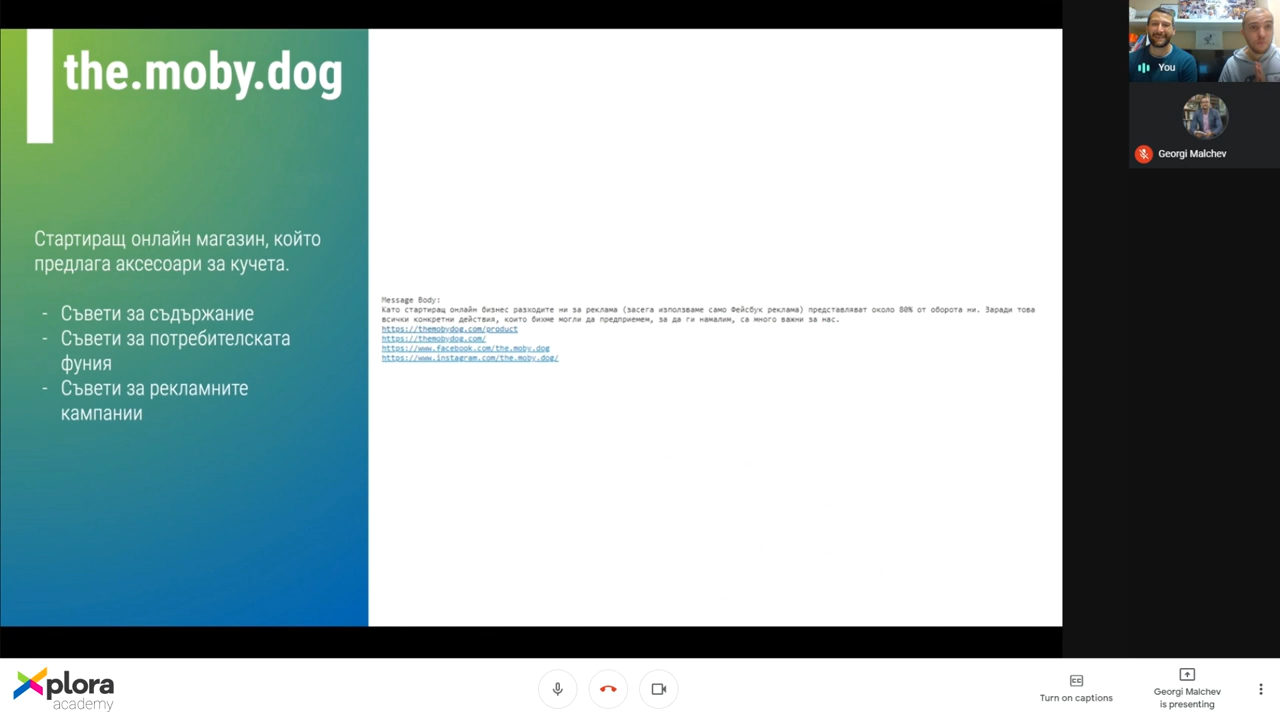 the.moby.dog
Стартиращ онлайн магазин, който
предлага аксесоари за кучета.
- Съвети за съдържание
- Съвети за потребителската
фуния
- Съвети за рекламните
кампании
Message Body:
Като стартиращ онлайн бизнес разходите ни за реклама (засега използваме само Фейсбук реклама) представляват около 80% от оборота ни. Заради това
всички конкретни действия, които бихме могли да предприемем, за да ги намалим, са много важни за нас.
https://themobydog.com/product
https://themobydog.com/
https://www.facebook.com/the.moby.dog
https://www.instagram.com/the.moby.dog/
You
Georgi Malchev
Xplora
academy
Turn on captions
Georgi Malchev
is presenting